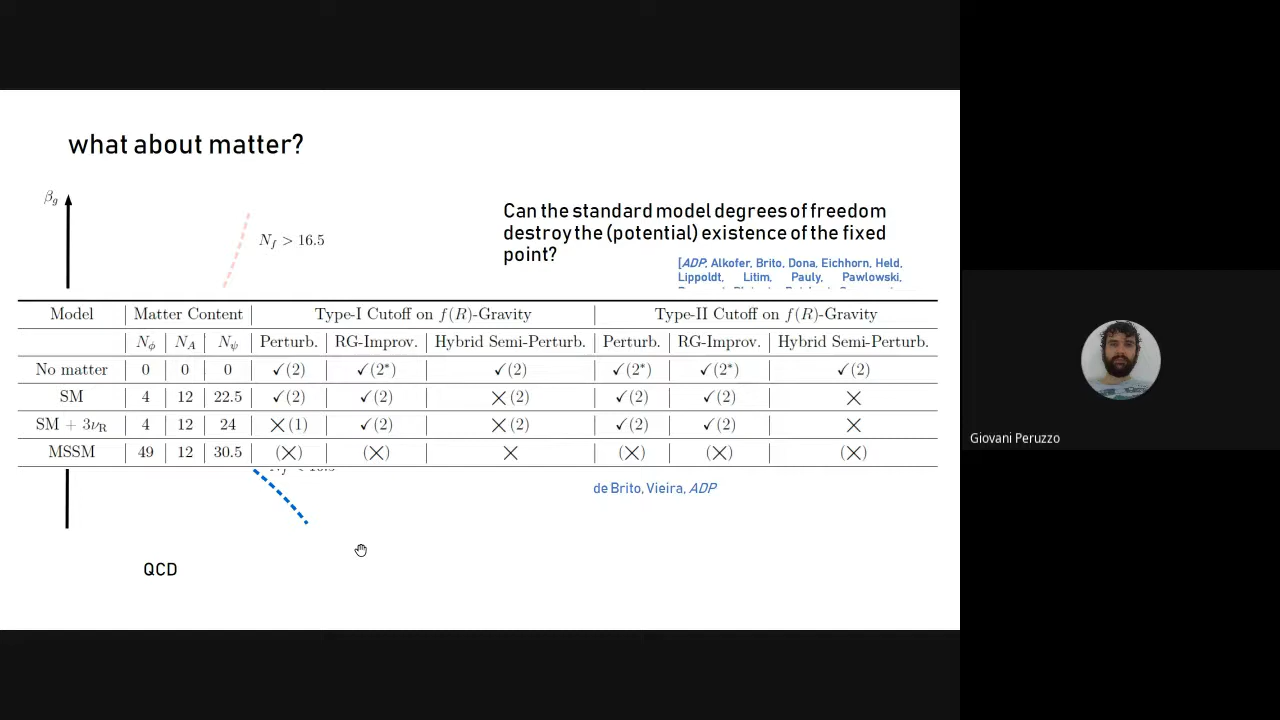 what about matter?
β_g
N_f > 16.5
Can the standard model degrees of freedom
destroy the (potential) existence of the fixed
point?
[ADP, Alkofer, Brito, Dona, Eichhorn, Held,
Lippoldt, Litim, Pauly, Pawlowski,
Model | Matter Content | Type-I Cutoff on f(R)-Gravity | Type-II Cutoff on f(R)-Gravity
N_ϕ | N_A | N_ψ | Perturb. | RG-Improv. | Hybrid Semi-Perturb. | Perturb. | RG-Improv. | Hybrid Semi-Perturb.
No matter | 0 | 0 | 0 | ✓(2) | ✓(2*) | ✓(2) | ✓(2*) | ✓(2*) | ✓(2)
SM | 4 | 12 | 22.5 | ✓(2) | ✓(2) | ✗(2) | ✓(2) | ✓(2) | ✗
SM + 3ν_R | 4 | 12 | 24 | ✗(1) | ✓(2) | ✗(2) | ✓(2) | ✓(2) | ✗
MSSM | 49 | 12 | 30.5 | (✗) | (✗) | ✗ | (✗) | (✗) | (✗)
de Brito, Vieira, ADP
QCD
Giovani Peruzzo